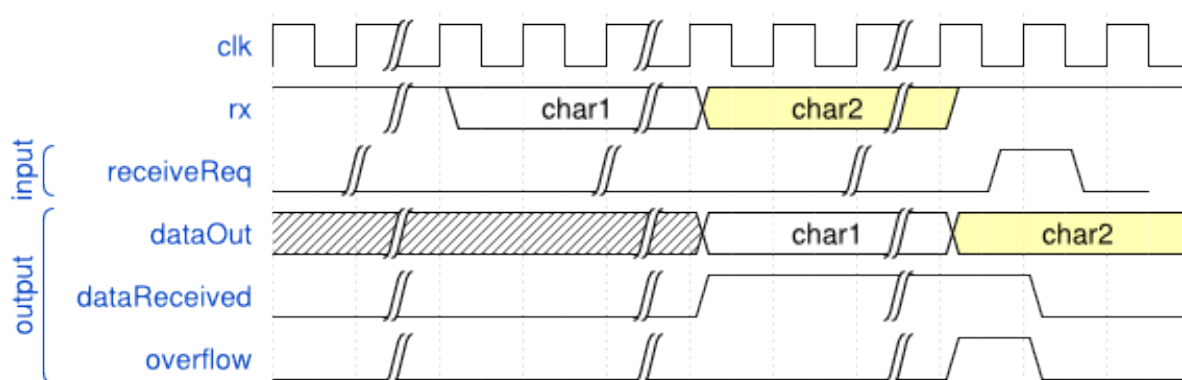 clk
rx
char1
char2
input
receiveReq
output
dataOut
char1
char2
dataReceived
overflow